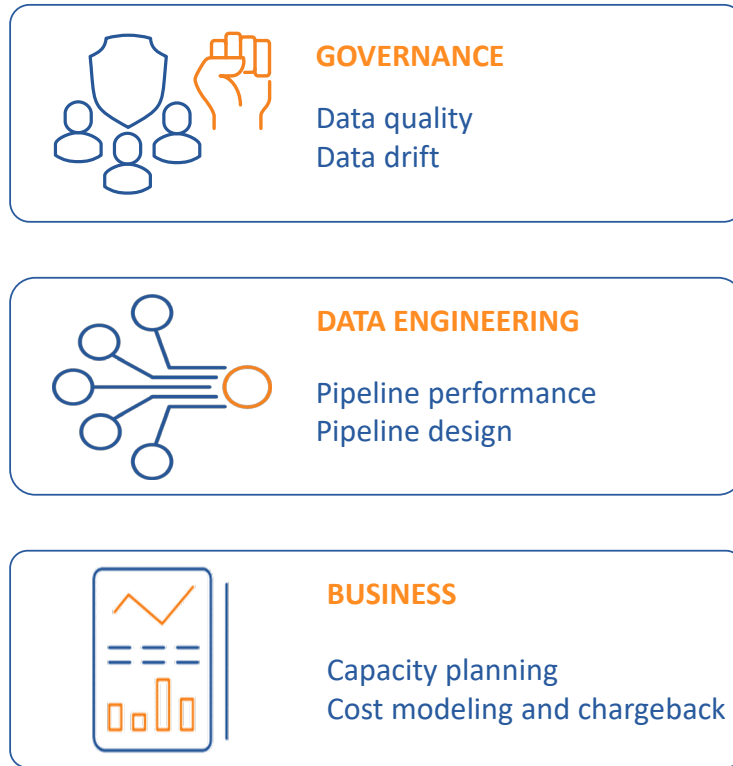 GOVERNANCE
Data quality
Data drift
DATA ENGINEERING
Pipeline performance
Pipeline design
BUSINESS
Capacity planning
Cost modeling and chargeback